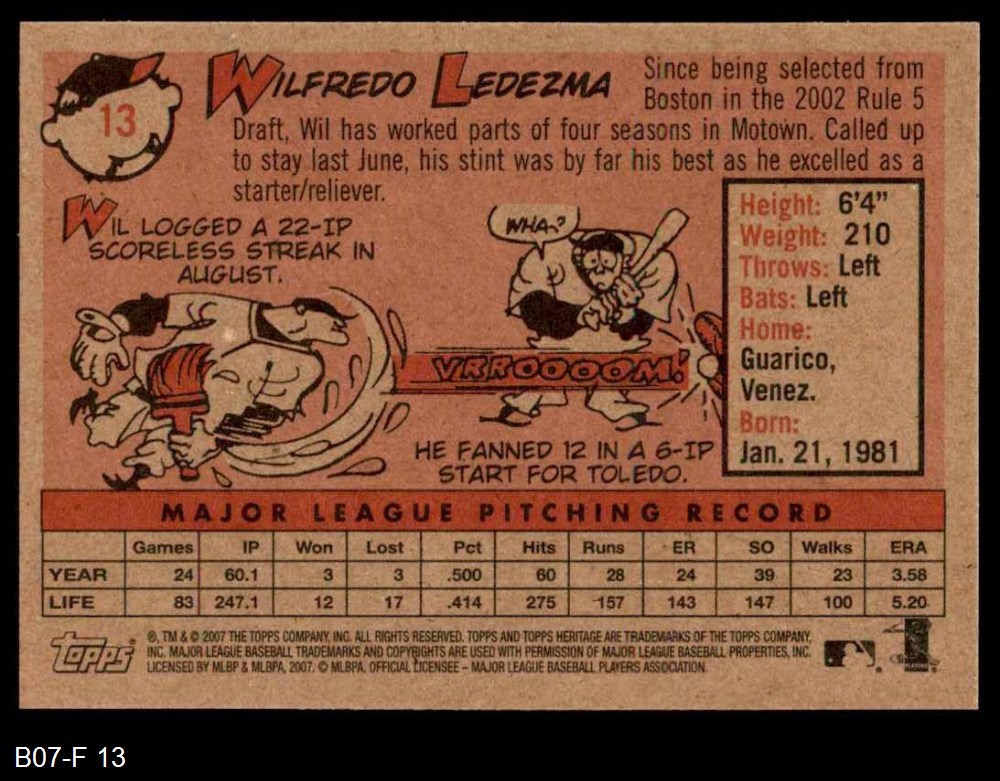 13
WILFREDO LEDEZMA
Since being selected from
Boston in the 2002 Rule 5
Draft, Wil has worked parts of four seasons in Motown. Called up
to stay last June, his stint was by far his best as he excelled as a
starter/reliever.
WIL LOGGED A 22-IP
SCORELESS STREAK IN
AUGUST.
WHA?
VRROOOOM!
HE FANNED 12 IN A 6-IP
START FOR TOLEDO.
Height: 6'4"
Weight: 210
Throws: Left
Bats: Left
Home:
Guarico,
Venez.
Born:
Jan. 21, 1981
MAJOR LEAGUE PITCHING RECORD
Games IP Won Lost Pct Hits Runs ER SO Walks ERA
YEAR 24 60.1 3 3 .500 60 28 24 39 23 3.58
LIFE 83 247.1 12 17 .414 275 157 143 147 100 5.20
Topps
®, TM & © 2007 THE TOPPS COMPANY, INC. ALL RIGHTS RESERVED. TOPPS AND TOPPS HERITAGE ARE TRADEMARKS OF THE TOPPS COMPANY,
INC. MAJOR LEAGUE BASEBALL TRADEMARKS AND COPYRIGHTS ARE USED WITH PERMISSION OF MAJOR LEAGUE BASEBALL PROPERTIES, INC.
LICENSED BY MLBP & MLBPA, 2007. © MLBPA. OFFICIAL LICENSEE – MAJOR LEAGUE BASEBALL PLAYERS ASSOCIATION.
B07-F 13